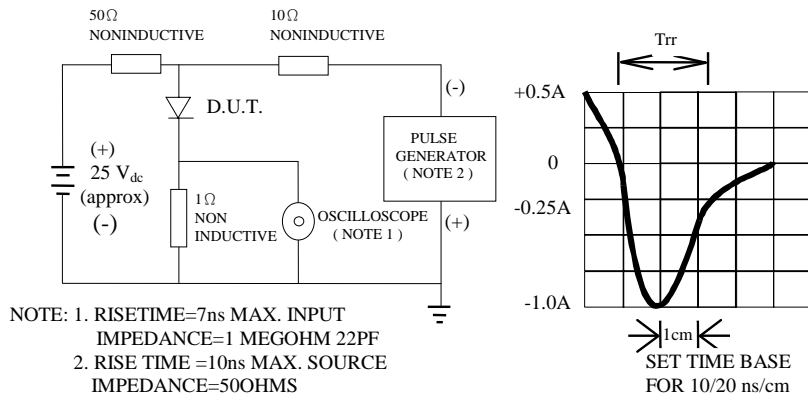 50Ω
NONINDUCTIVE
10Ω
NONINDUCTIVE
D.U.T.
(-)
PULSE
GENERATOR
( NOTE 2 )
(+)
(+)
25 Vdc
(approx)
(-)
1Ω
NON
INDUCTIVE
OSCILLOSCOPE
( NOTE 1 )
NOTE: 1. RISETIME=7ns MAX. INPUT
IMPEDANCE=1 MEGOHM 22PF
2. RISE TIME =10ns MAX. SOURCE
IMPEDANCE=50OHMS
Trr
+0.5A
0
-0.25A
-1.0A
1cm
SET TIME BASE
FOR 10/20 ns/cm